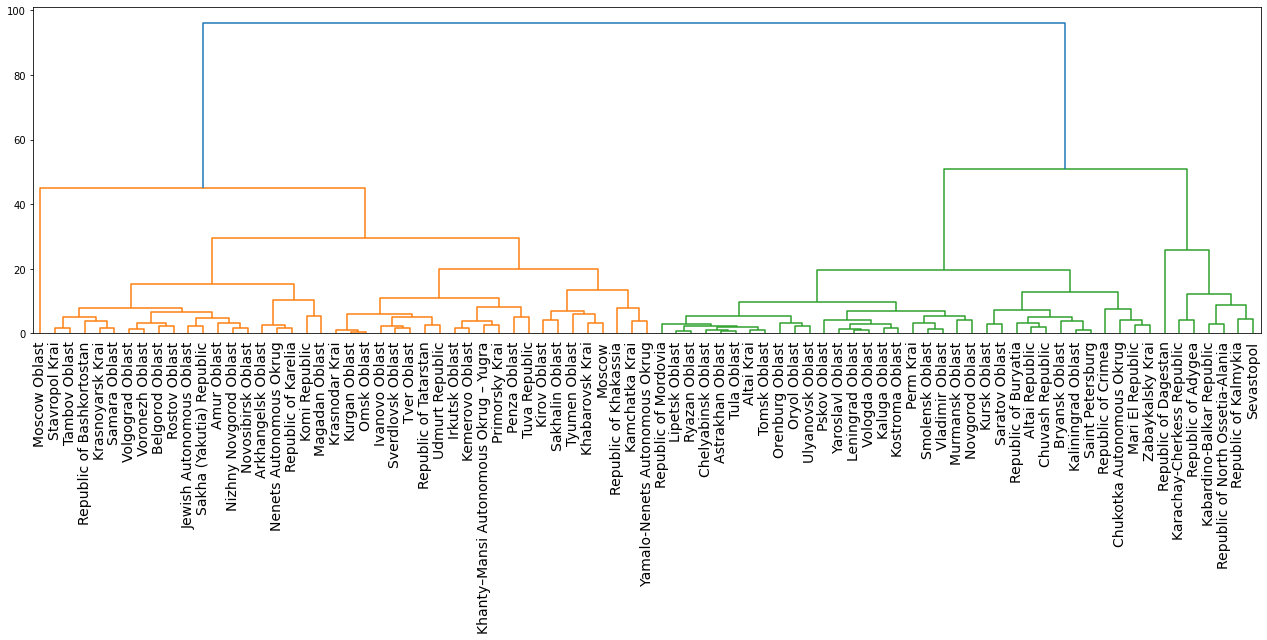 100
80
60
40
20
0
Moscow Oblast
Stavropol Krai
Tambov Oblast
Republic of Bashkortostan
Krasnoyarsk Krai
Samara Oblast
Volgograd Oblast
Voronezh Oblast
Belgorod Oblast
Rostov Oblast
Jewish Autonomous Oblast
Sakha (Yakutia) Republic
Amur Oblast
Nizhny Novgorod Oblast
Novosibirsk Oblast
Arkhangelsk Oblast
Nenets Autonomous Okrug
Republic of Karelia
Komi Republic
Magadan Oblast
Krasnodar Krai
Kurgan Oblast
Omsk Oblast
Ivanovo Oblast
Sverdlovsk Oblast
Tver Oblast
Republic of Tatarstan
Udmurt Republic
Irkutsk Oblast
Kemerovo Oblast
Khanty–Mansi Autonomous Okrug – Yugra
Primorsky Krai
Penza Oblast
Tuva Republic
Kirov Oblast
Sakhalin Oblast
Tyumen Oblast
Khabarovsk Krai
Moscow
Republic of Khakassia
Kamchatka Krai
Yamalo-Nenets Autonomous Okrug
Republic of Mordovia
Lipetsk Oblast
Ryazan Oblast
Chelyabinsk Oblast
Astrakhan Oblast
Tula Oblast
Altai Krai
Tomsk Oblast
Orenburg Oblast
Oryol Oblast
Ulyanovsk Oblast
Pskov Oblast
Yaroslavl Oblast
Leningrad Oblast
Vologda Oblast
Kaluga Oblast
Kostroma Oblast
Perm Krai
Smolensk Oblast
Vladimir Oblast
Murmansk Oblast
Novgorod Oblast
Kursk Oblast
Saratov Oblast
Republic of Buryatia
Altai Republic
Chuvash Republic
Bryansk Oblast
Kaliningrad Oblast
Saint Petersburg
Republic of Crimea
Chukotka Autonomous Okrug
Mari El Republic
Zabaykalsky Krai
Republic of Dagestan
Karachay-Cherkess Republic
Republic of Adygea
Kabardino-Balkar Republic
Republic of North Ossetia-Alania
Republic of Kalmykia
Sevastopol